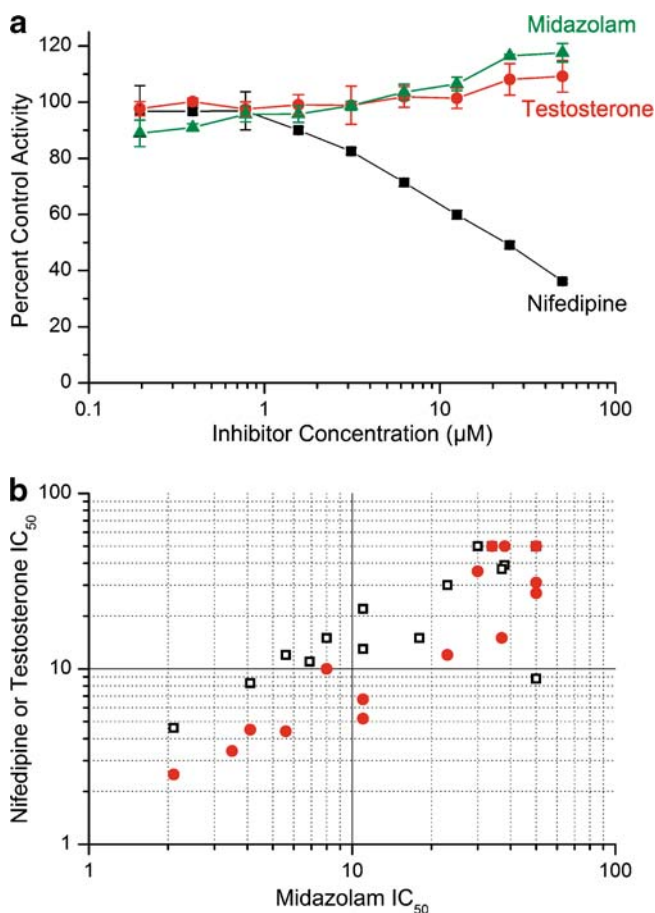 a
120
100
80
60
40
20
0
Percent Control Activity
Midazolam
Testosterone
Nifedipine
0.1
1
10
100
Inhibitor Concentration (µM)
b
100
10
1
Nifedipine or Testosterone IC50
1
10
100
Midazolam IC50